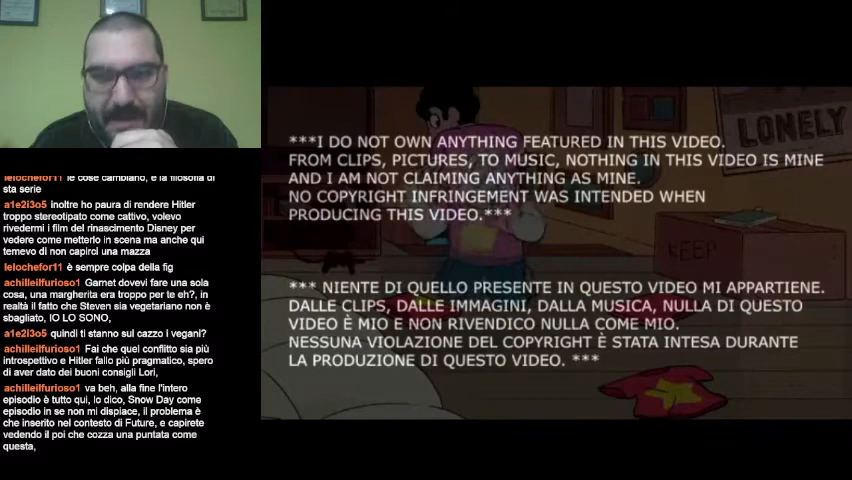 lelochefor11 le cose cambiano, e la filosofia di
sta serie
a1e2l3o5 inoltre ho paura di rendere Hitler
troppo stereotipato come cattivo, volevo
rivedermi i film del rinascimento Disney per
vedere come metterlo in scena ma anche qui
temevo di non capirci una mazza
lelochefor11 è sempre colpa della fig
achilleilfurioso1 Garnet dovevi fare una sola
cosa, una margherita era troppo per te eh?, in
realtà il fatto che Steven sia vegetariano non è
sbagliato, IO LO SONO,
a1e2l3o5 quindi ti stanno sul cazzo i vegani?
achilleilfurioso1 Fai che quel conflitto sia più
introspettivo e Hitler fallo più pragmatico, spero
di aver dato dei buoni consigli Lori,
achilleilfurioso1 va beh, alla fine l'intero
episodio è tutto qui, lo dico, Snow Day come
episodio in se non mi dispiace, il problema è
che inserito nel contesto di Future, e capirete
vedendo il poi che cozza una puntata come
questa,
***I DO NOT OWN ANYTHING FEATURED IN THIS VIDEO.
FROM CLIPS, PICTURES, TO MUSIC, NOTHING IN THIS VIDEO IS MINE
AND I AM NOT CLAIMING ANYTHING AS MINE.
NO COPYRIGHT INFRINGEMENT WAS INTENDED WHEN
PRODUCING THIS VIDEO.***
*** NIENTE DI QUELLO PRESENTE IN QUESTO VIDEO MI APPARTIENE.
DALLE CLIPS, DALLE IMMAGINI, DALLA MUSICA, NULLA DI QUESTO
VIDEO È MIO E NON RIVENDICO NULLA COME MIO.
NESSUNA VIOLAZIONE DEL COPYRIGHT È STATA INTESA DURANTE
LA PRODUZIONE DI QUESTO VIDEO. ***
LONELY
KEEP